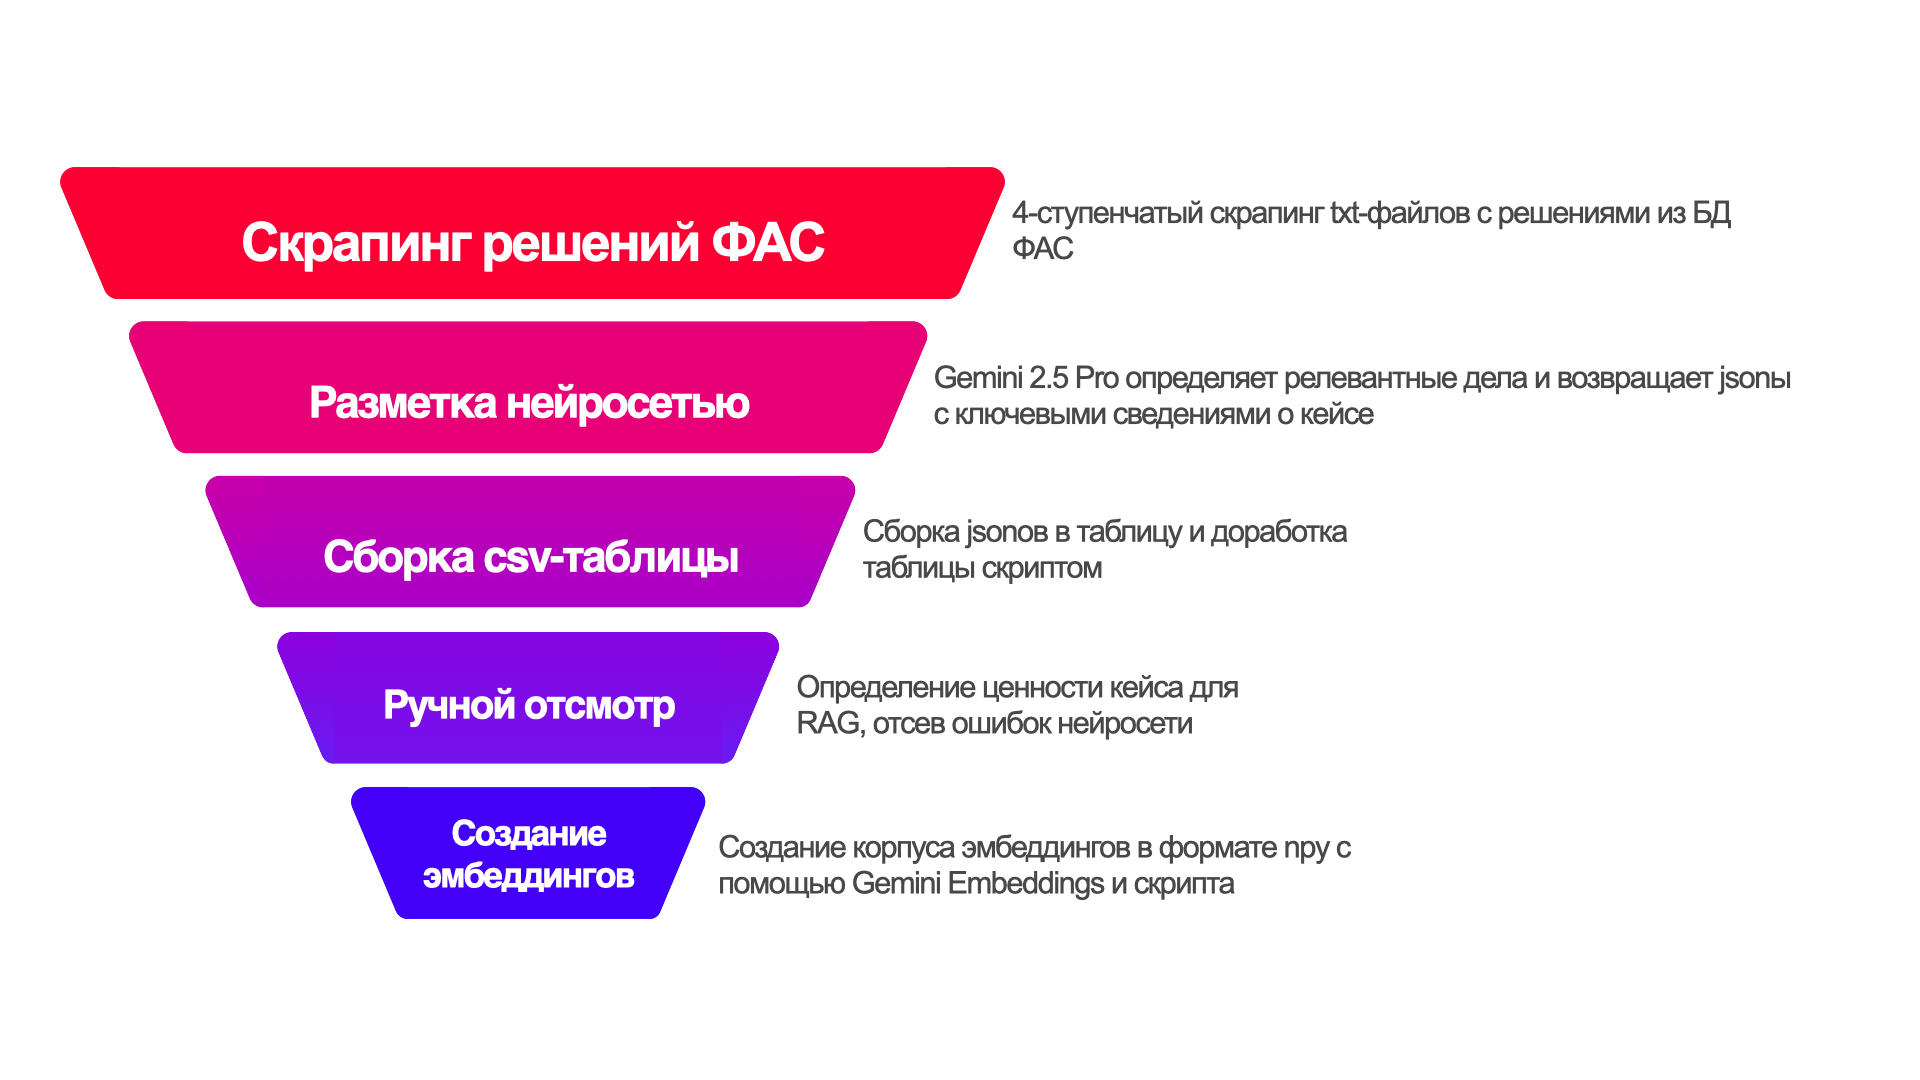 Скрапинг решений ФАС
4-ступенчатый скрапинг txt-файлов с решениями из БД
ФАС
Разметка нейросетью
Gemini 2.5 Pro определяет релевантные дела и возвращает jsonы
с ключевыми сведениями о кейсе
Сборка csv-таблицы
Сборка jsonов в таблицу и доработка
таблицы скриптом
Ручной отсмотр
Определение ценности кейса для
RAG, отсев ошибок нейросети
Создание
эмбеддингов
Создание корпуса эмбеддингов в формате npy с
помощью Gemini Embeddings и скрипта